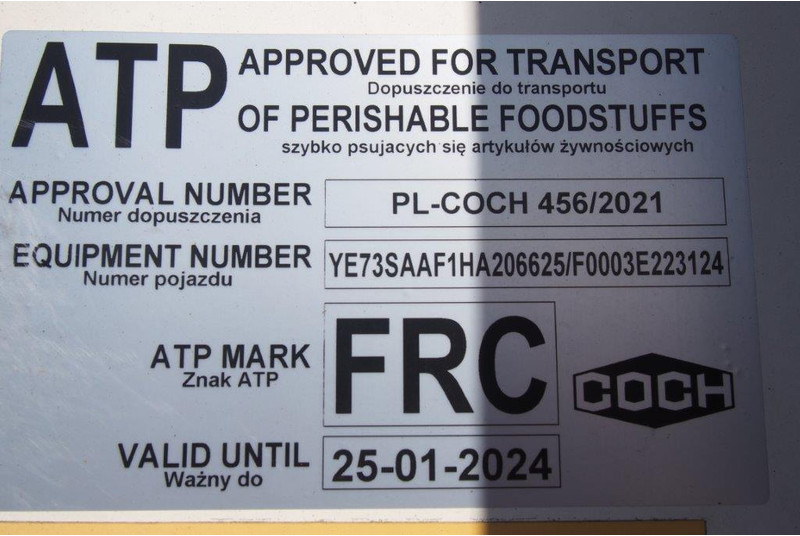 ATP APPROVED FOR TRANSPORT
Dopuszczenie do transportu
OF PERISHABLE FOODSTUFFS
szybko psujacych się artykułów żywnościowych
APPROVAL NUMBER PL-COCH 456/2021
Numer dopuszczenia
EQUIPMENT NUMBER YE73SAAF1HA206625/F0003E223124
Numer pojazdu
ATP MARK FRC
Znak ATP
COCH
VALID UNTIL 25-01-2024
Ważny do